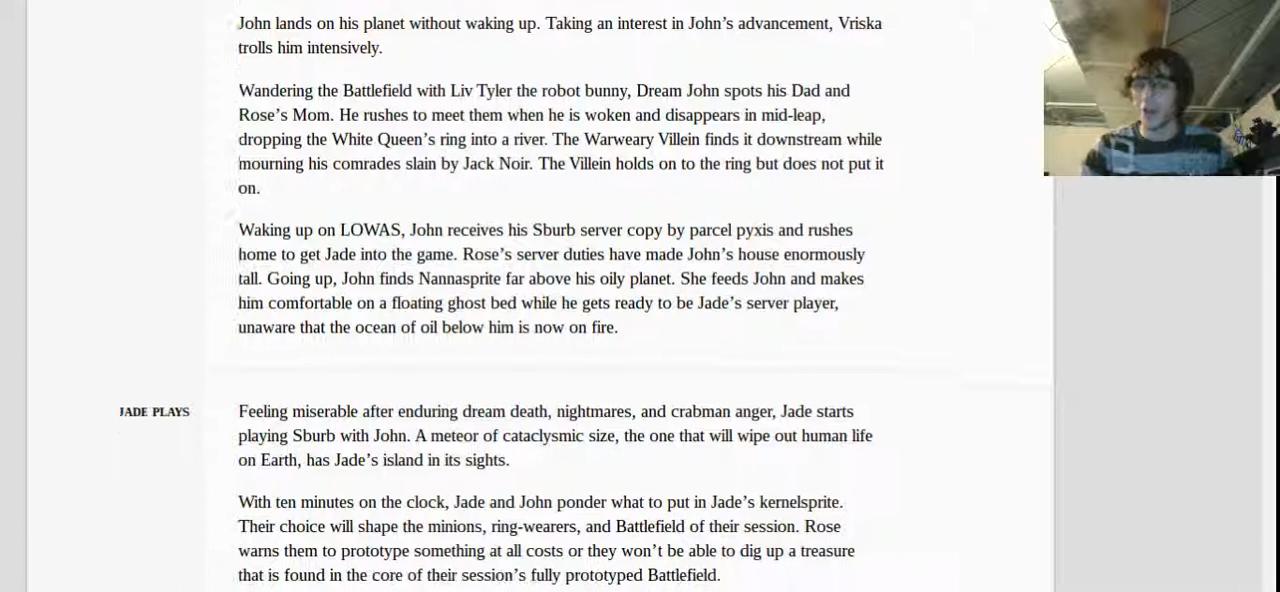 John lands on his planet without waking up. Taking an interest in John’s advancement, Vriska
trolls him intensively.
Wandering the Battlefield with Liv Tyler the robot bunny, Dream John spots his Dad and
Rose’s Mom. He rushes to meet them when he is woken and disappears in mid-leap,
dropping the White Queen’s ring into a river. The Warweary Villein finds it downstream while
mourning his comrades slain by Jack Noir. The Villein holds on to the ring but does not put it
on.
Waking up on LOWAS, John receives his Sburb server copy by parcel pyxis and rushes
home to get Jade into the game. Rose’s server duties have made John’s house enormously
tall. Going up, John finds Nannasprite far above his oily planet. She feeds John and makes
him comfortable on a floating ghost bed while he gets ready to be Jade’s server player,
unaware that the ocean of oil below him is now on fire.
JADE PLAYS
Feeling miserable after enduring dream death, nightmares, and crabman anger, Jade starts
playing Sburb with John. A meteor of cataclysmic size, the one that will wipe out human life
on Earth, has Jade’s island in its sights.
With ten minutes on the clock, Jade and John ponder what to put in Jade’s kernelsprite.
Their choice will shape the minions, ring-wearers, and Battlefield of their session. Rose
warns them to prototype something at all costs or they won’t be able to dig up a treasure
that is found in the core of their session’s fully prototyped Battlefield.